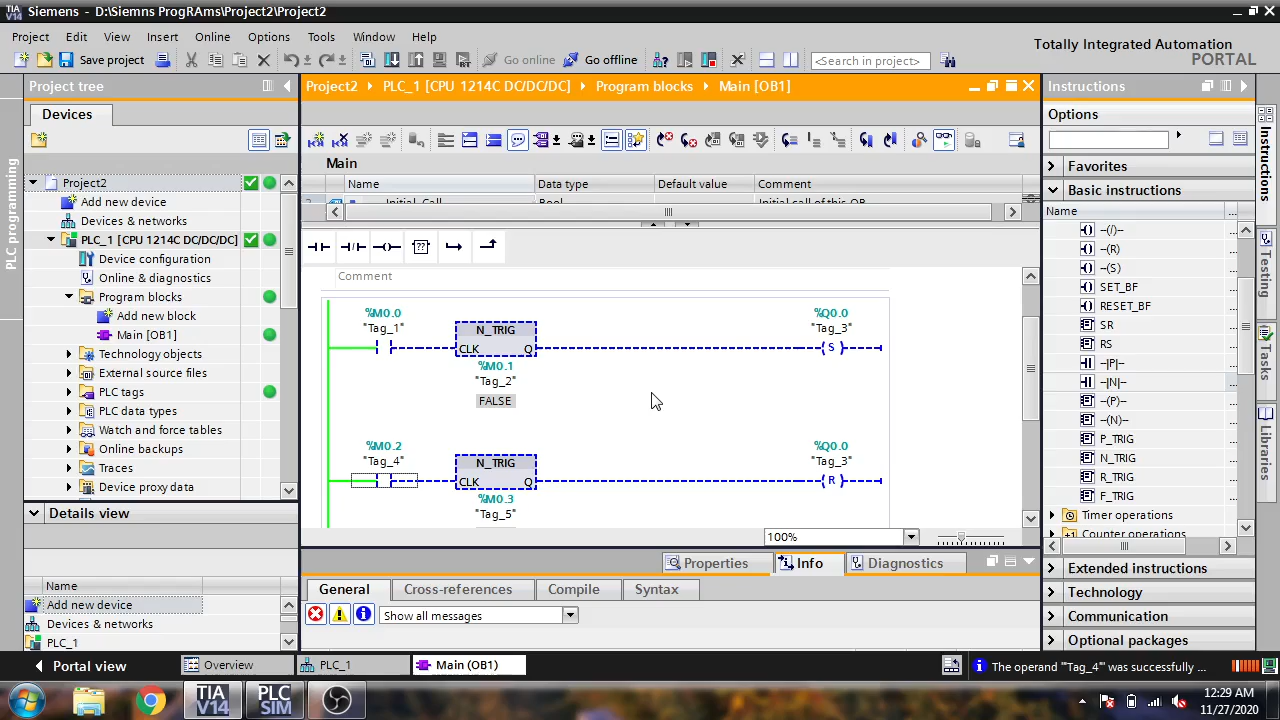 TIA
V14
Siemens - D:\Siemns ProgRAms\Project2\Project2
Project Edit View Insert Online Options Tools Window Help
Save project
Go online
Go offline
<Search in project>
Totally Integrated Automation
PORTAL
Project tree
Devices
Project2
Add new device
Devices & networks
PLC_1 [CPU 1214C DC/DC/DC]
Device configuration
Online & diagnostics
Program blocks
Add new block
Main [OB1]
Technology objects
External source files
PLC tags
PLC data types
Watch and force tables
Online backups
Traces
Device proxy data
Details view
Name
Add new device
Devices & networks
PLC_1
PLC programming
Project2 PLC_1 [CPU 1214C DC/DC/DC] Program blocks Main [OB1]
Main
Name Data type Default value Comment
Initial_Call Bool Initial call of this OB
??
Comment
%M0.0
"Tag_1"
N_TRIG
CLK Q
%M0.1
"Tag_2"
FALSE
%Q0.0
"Tag_3"
S
%M0.2
"Tag_4"
N_TRIG
CLK Q
%M0.3
"Tag_5"
%Q0.0
"Tag_3"
R
100%
Properties Info Diagnostics
General Cross-references Compile Syntax
Show all messages
Instructions
Options
Favorites
Basic instructions
Name ...
-(/)- ...
-(R) ...
-(S) ...
SET_BF ...
RESET_BF ...
SR ...
RS ...
-|P|- ...
-|N|- ...
-(P)- ...
-(N)- ...
P_TRIG ...
N_TRIG ...
R_TRIG ...
F_TRIG ...
Timer operations ...
Counter operations ...
Extended instructions
Technology
Communication
Optional packages
Instructions
Testing
Tasks
Libraries
Portal view
Overview
PLC_1
Main (OB1)
The operand '"Tag_4"' was successfully ...
TIA
V14
PLC
SIM
12:29 AM
11/27/2020